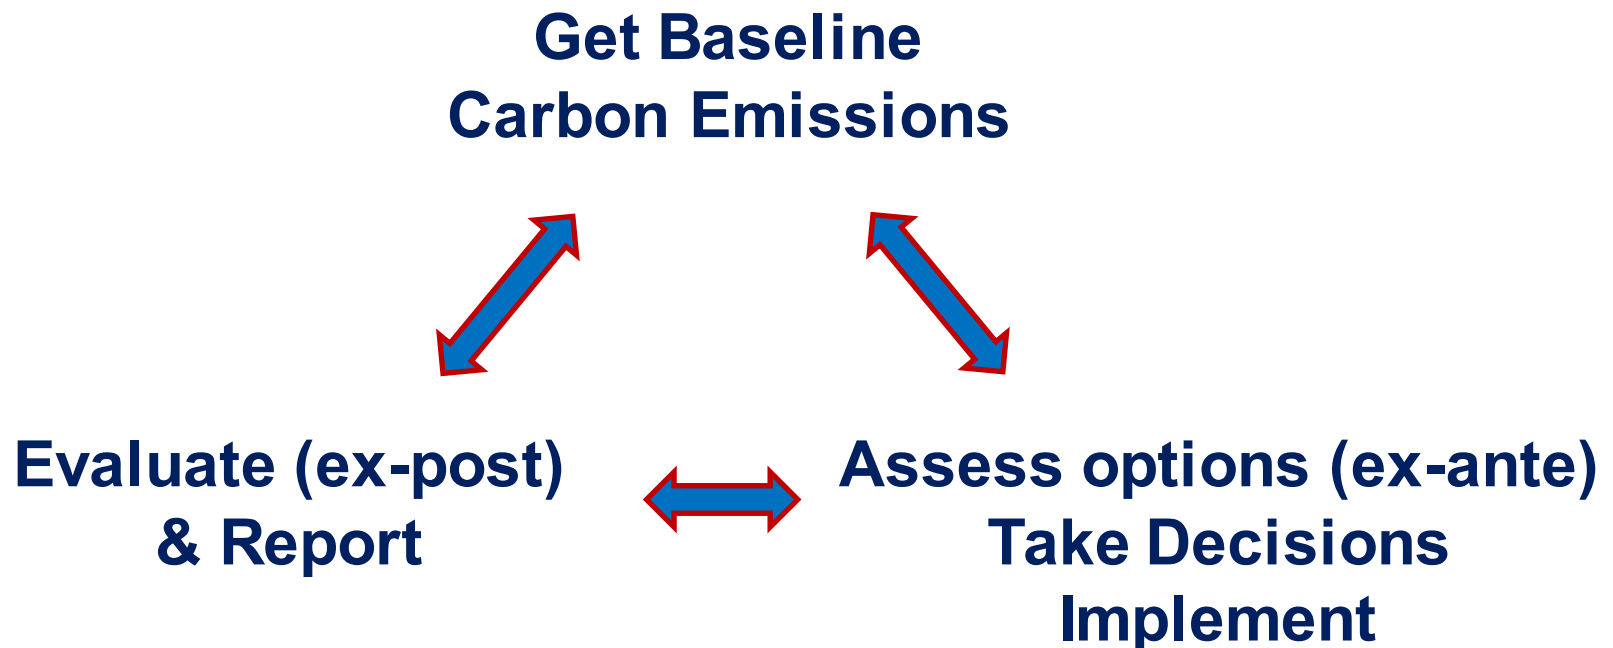 Get Baseline
Carbon Emissions
Evaluate (ex-post)
& Report
Assess options (ex-ante)
Take Decisions
Implement